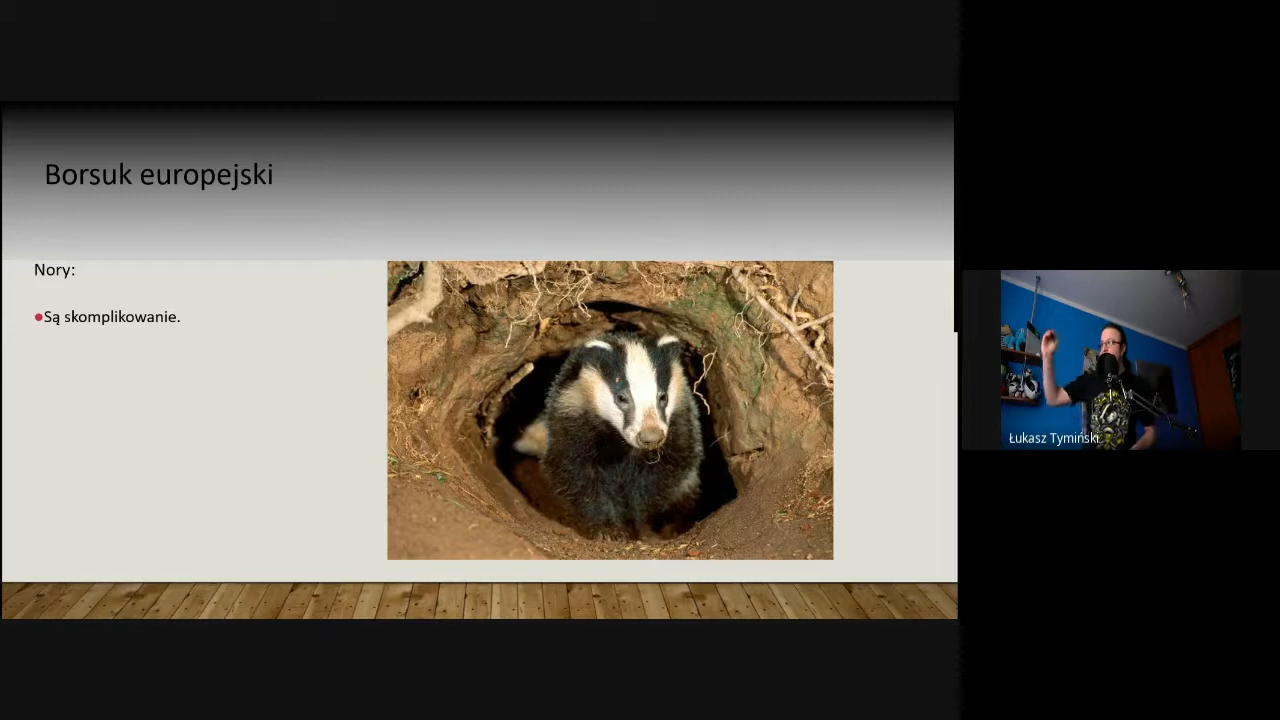 Borsuk europejski
Nory:
●Są skomplikowanie.
Łukasz Tymiński